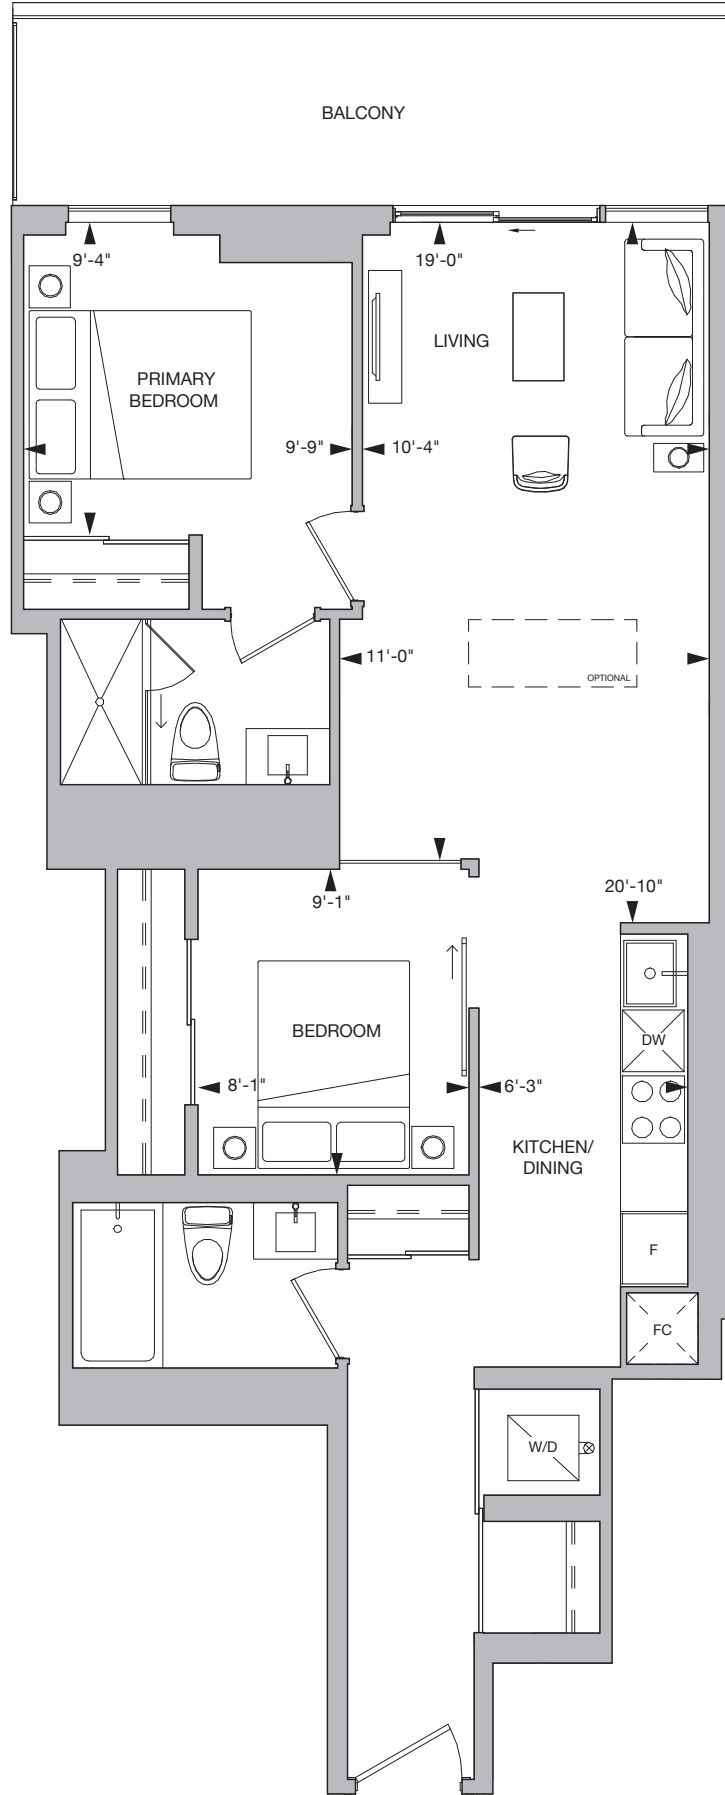 BALCONY
9'-4"
19'-0"
LIVING
PRIMARY
BEDROOM
9'-9"
10'-4"
11'-0"
OPTIONAL
9'-1"
20'-10"
BEDROOM
DW
8'-1"
6'-3"
KITCHEN/
DINING
F
FC
W/D